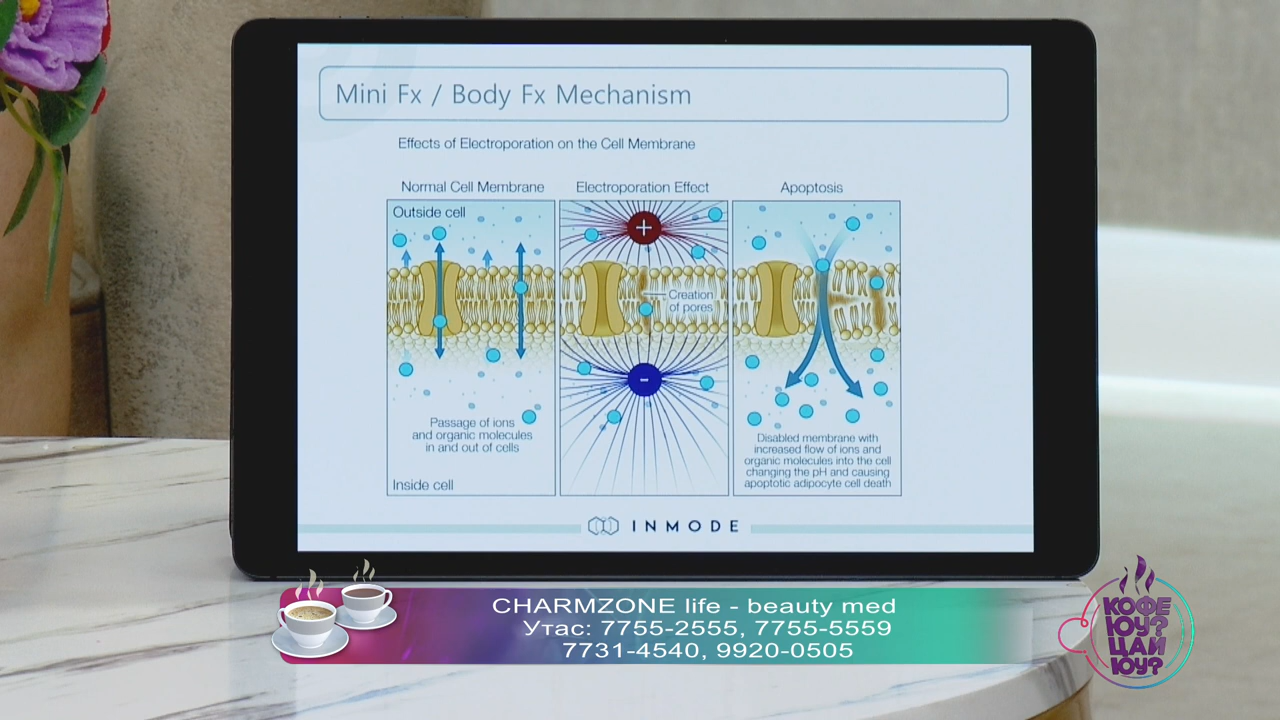 Mini Fx / Body Fx Mechanism
Effects of Electroporation on the Cell Membrane
Normal Cell Membrane
Outside cell
Passage of ions
and organic molecules
in and out of cells
Inside cell
Electroporation Effect
+
Creation
of pores
-
Apoptosis
Disabled membrane with
increased flow of ions and
organic molecules into the cell
changing the pH and causing
apoptotic adipocyte cell death
INMODE
CHARMZONE life - beauty med
Утас: 7755-2555, 7755-5559
7731-4540, 9920-0505
КОФЕ
ЮУ?
ЦАЙ
ЮУ?